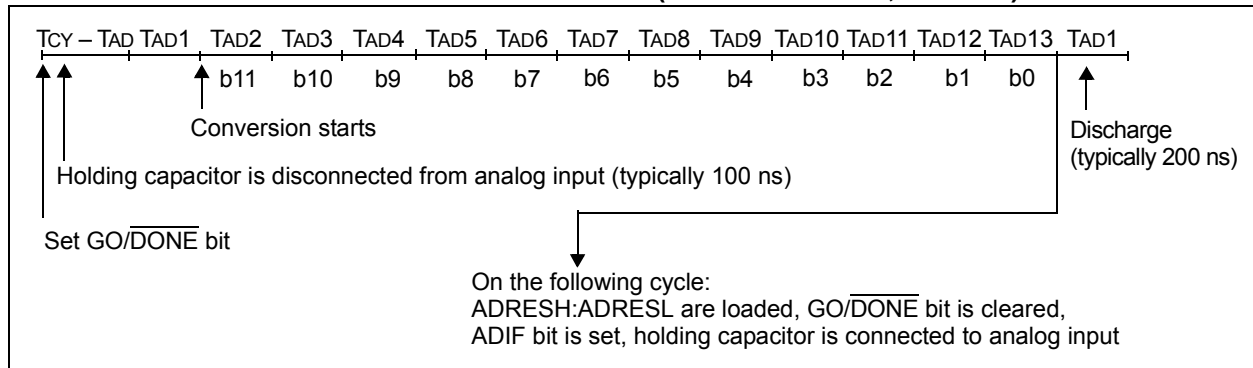 TCY – TAD TAD1 TAD2 TAD3 TAD4 TAD5 TAD6 TAD7 TAD8 TAD9 TAD10 TAD11 TAD12 TAD13 TAD1
b11 b10 b9 b8 b7 b6 b5 b4 b3 b2 b1 b0
Conversion starts
Discharge
(typically 200 ns)
Holding capacitor is disconnected from analog input (typically 100 ns)
Set GO/DONE bit
On the following cycle:
ADRESH:ADRESL are loaded, GO/DONE bit is cleared,
ADIF bit is set, holding capacitor is connected to analog input